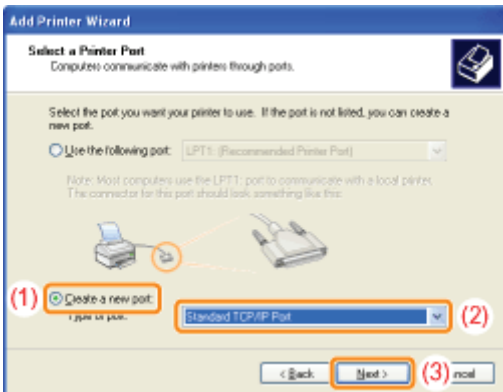 Add Printer Wizard
Select a Printer Port
Computers communicate with printers through ports.
Select the port you want your printer to use. If the port is not listed, you can create a
new port.
Use the following port: LPT1: (Recommended Printer Port)
Note: Most computers use the LPT1: port to communicate with a local printer.
The connector for this port should look something like this:
(1) Create a new port:
Type of port: Standard TCP/IP Port (2)
< Back Next > (3) ncel